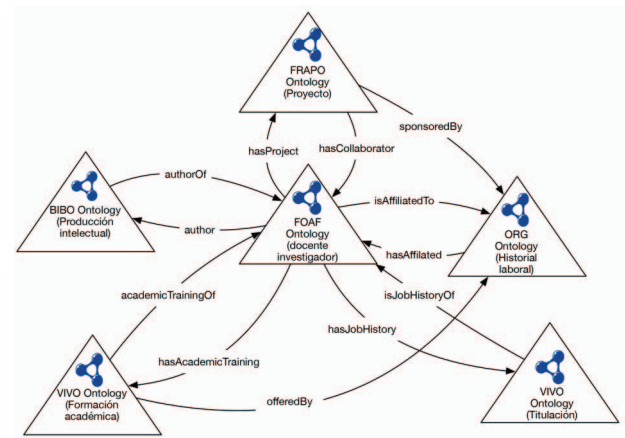 FRAPO
Ontology
(Proyecto)
sponsoredBy
hasProject
hasCollaborator
authorOf
BIBO Ontology
(Producción
intelectual)
author
FOAF
Ontology
(docente
investigador)
isAffiliatedTo
ORG
Ontology
(Historial
laboral)
hasAffilated
academicTrainingOf
isJobHistoryOf
hasJobHistory
hasAcademicTraining
VIVO Ontology
(Formación
académica)
offeredBy
VIVO
Ontology
(Titulación)